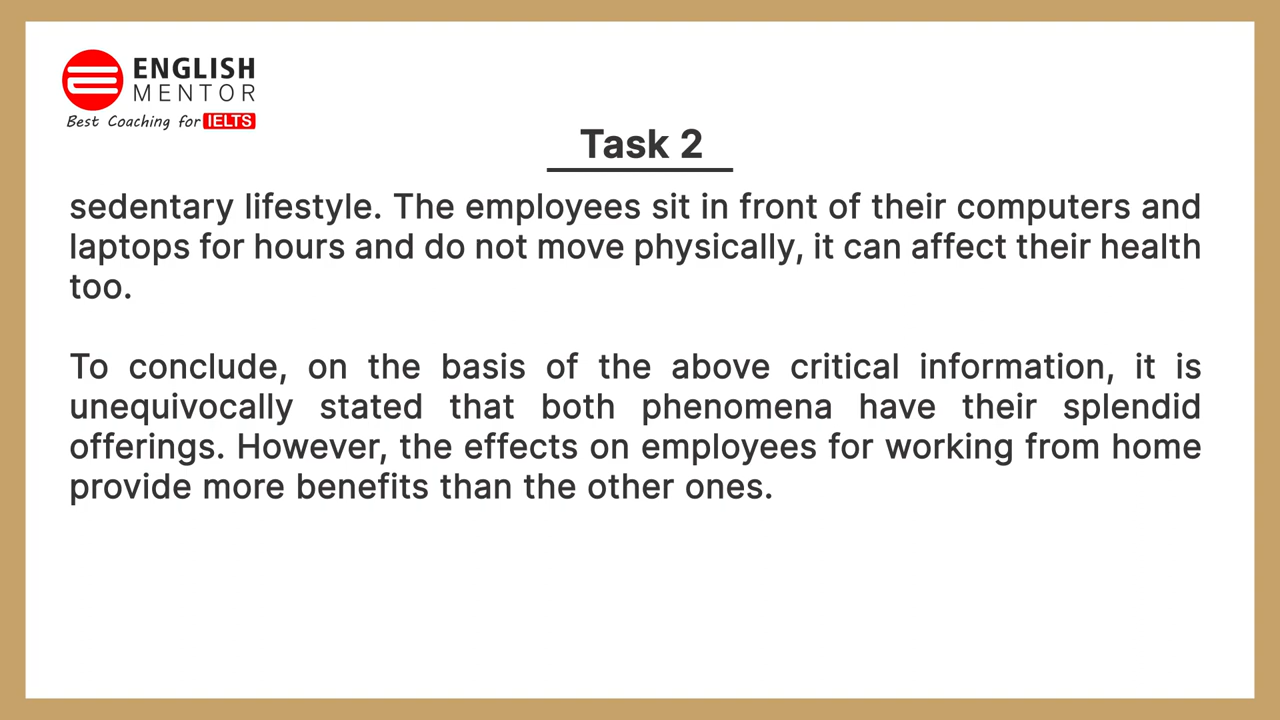 ENGLISH
MENTOR
Best Coaching for IELTS
Task 2
sedentary lifestyle. The employees sit in front of their computers and
laptops for hours and do not move physically, it can affect their health
too.
To conclude, on the basis of the above critical information, it is
unequivocally stated that both phenomena have their splendid
offerings. However, the effects on employees for working from home
provide more benefits than the other ones.